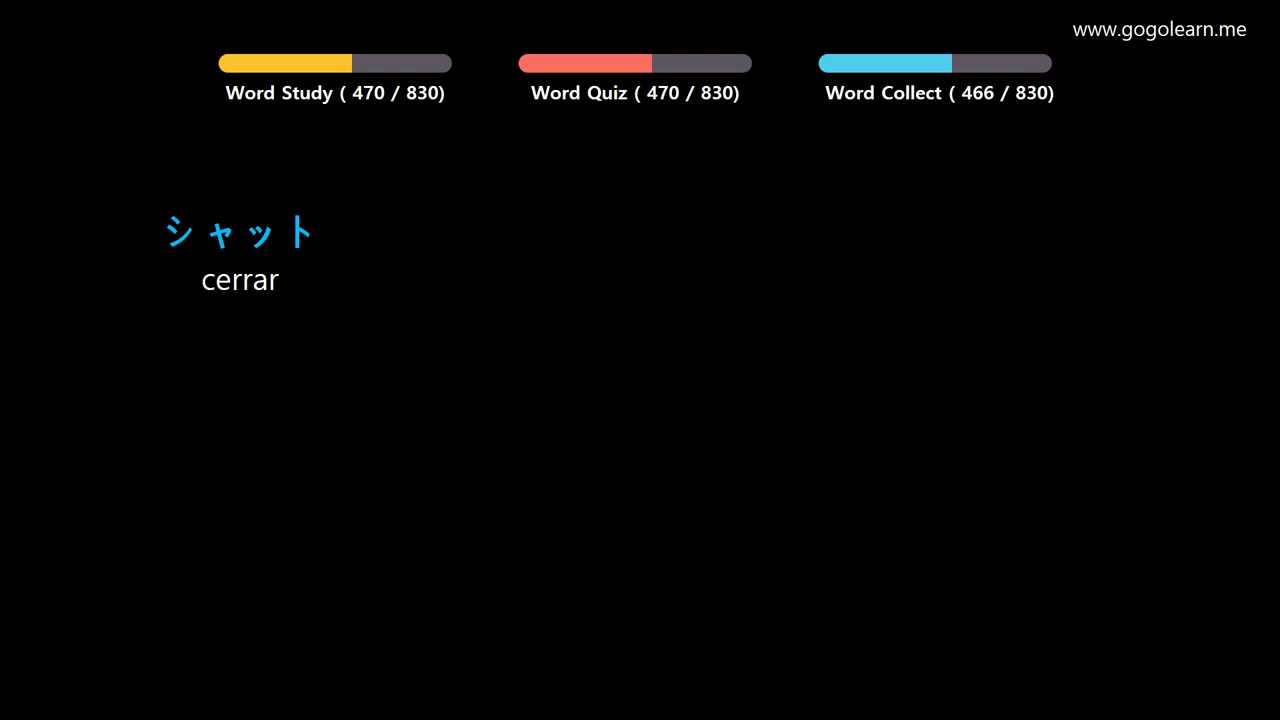 www.gogolearn.me
Word Study ( 470 / 830)
Word Quiz ( 470 / 830)
Word Collect ( 466 / 830)
シャット
cerrar